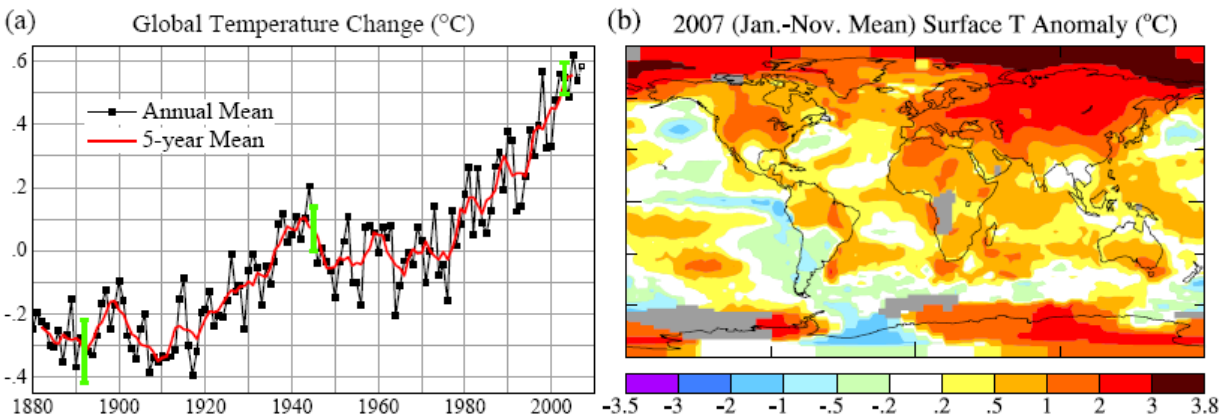 (a) Global Temperature Change (°C)
.6
.4
.2
.0
-.2
-.4
Annual Mean
5-year Mean
1880 1900 1920 1940 1960 1980 2000
(b) 2007 (Jan.-Nov. Mean) Surface T Anomaly (°C)
-3.5 -3 -2 -1 -.5 -.2 .2 .5 1 2 3 3.8